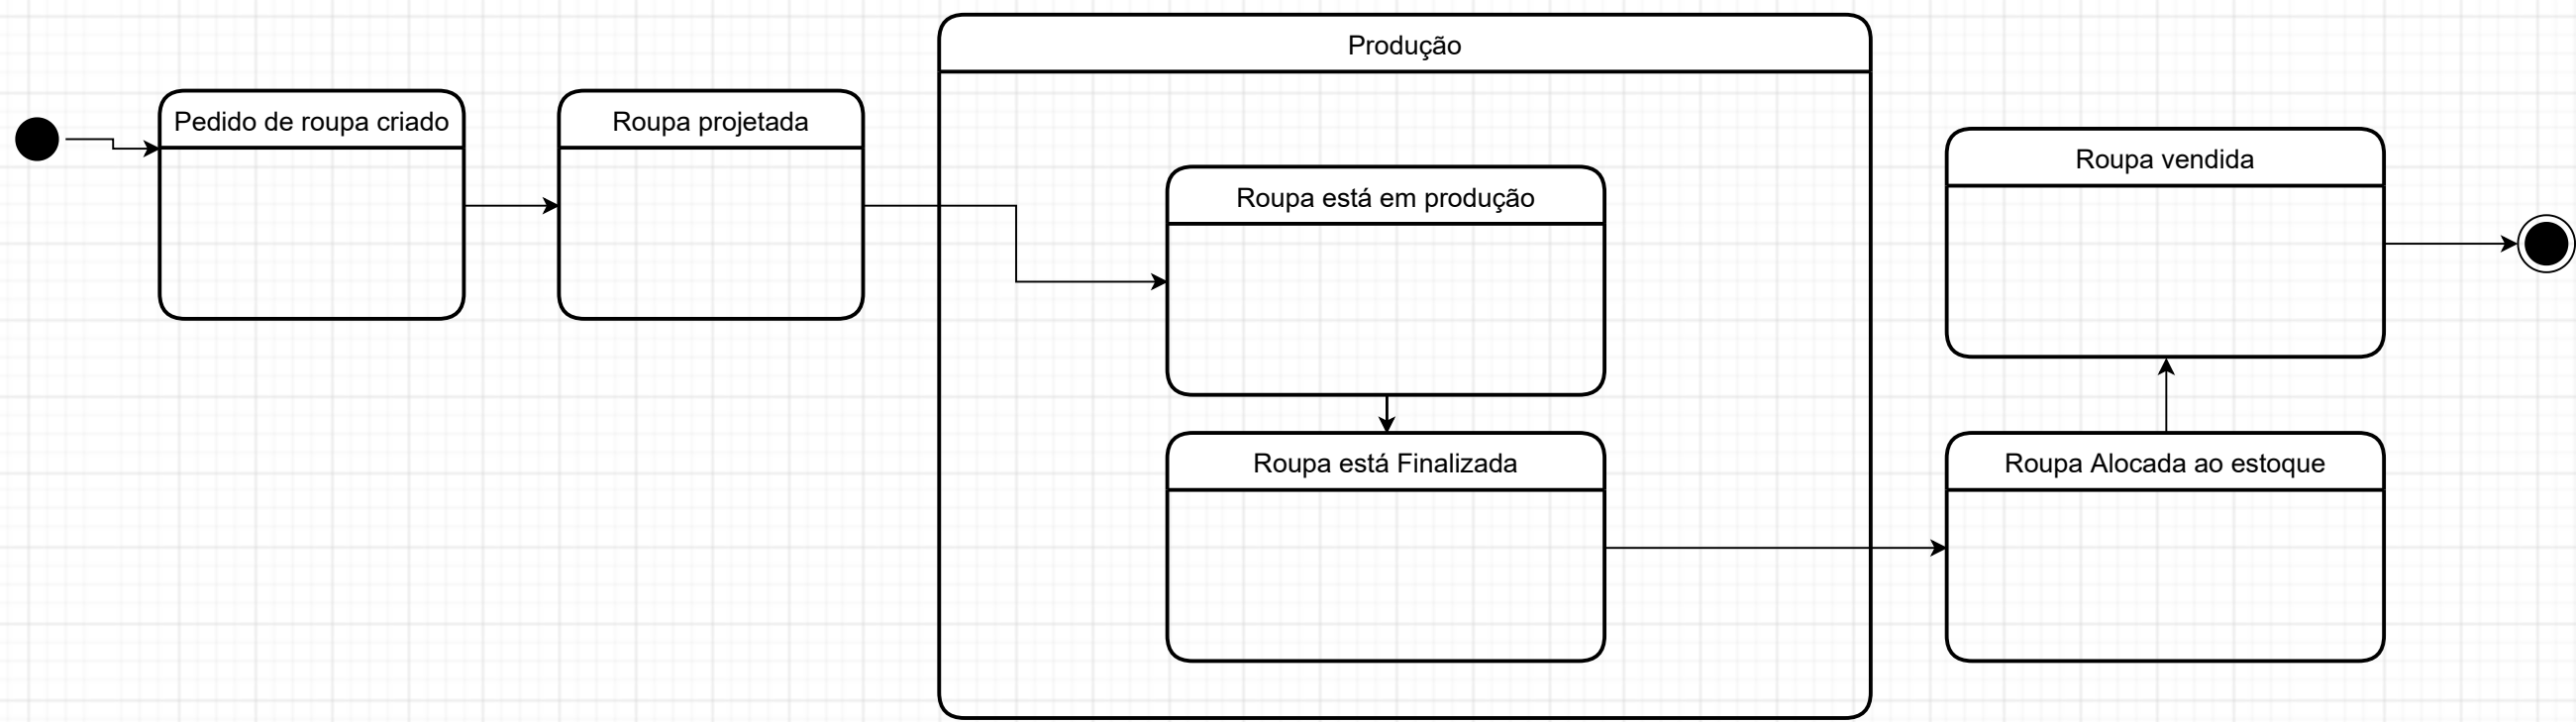 Pedido de roupa criado
Roupa projetada
Produção
Roupa está em produção
Roupa está Finalizada
Roupa vendida
Roupa Alocada ao estoque